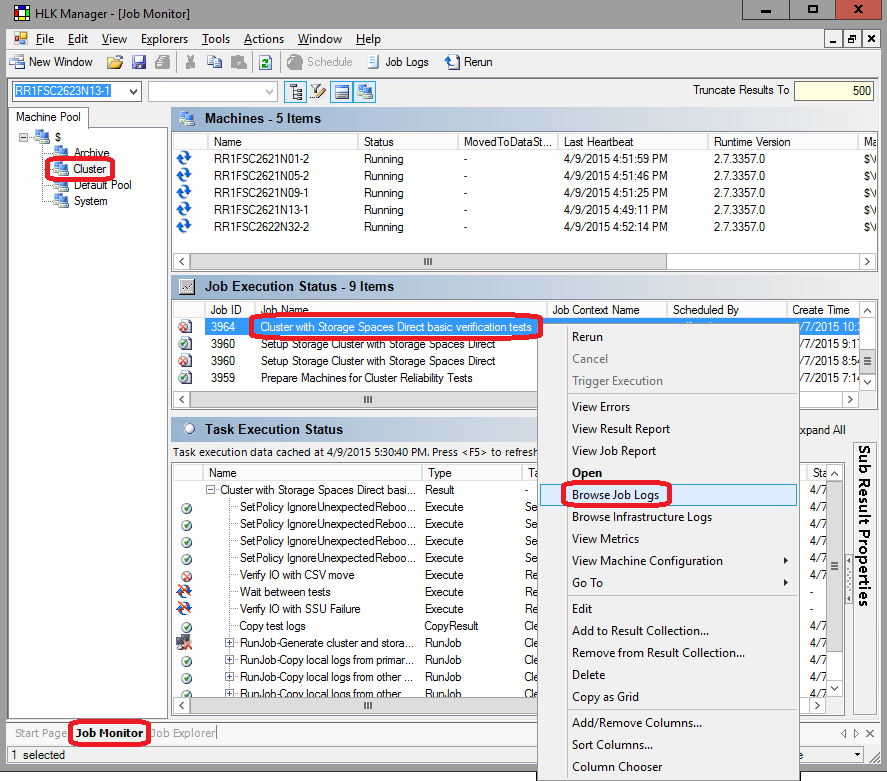 HLK Manager - [Job Monitor]
File Edit View Explorers Tools Actions Window Help
New Window Schedule Job Logs Rerun
RR1FSC2623N13-1 Truncate Results To 500
Machine Pool
$
Archive
Cluster
Default Pool
System
Machines - 5 Items
Name Status MovedToDataSt... Last Heartbeat Runtime Version Ma
RR1FSC2621N01-2 Running - 4/9/2015 4:51:59 PM 2.7.3357.0 $\
RR1FSC2621N05-2 Running - 4/9/2015 4:51:46 PM 2.7.3357.0 $\
RR1FSC2621N09-1 Running - 4/9/2015 4:51:25 PM 2.7.3357.0 $\
RR1FSC2621N13-1 Running - 4/9/2015 4:49:11 PM 2.7.3357.0 $\
RR1FSC2622N32-2 Running - 4/9/2015 4:52:14 PM 2.7.3357.0 $\
Job Execution Status - 9 Items
Job ID Job Name Job Context Name Scheduled By Create Time
3964 Cluster with Storage Spaces Direct basic verification tests /7/2015 10:3
3960 Setup Storage Cluster with Storage Spaces Direct /7/2015 9:17
3960 Setup Storage Cluster with Storage Spaces Direct /7/2015 8:54
3959 Prepare Machines for Cluster Reliability Tests /7/2015 7:14
Task Execution Status xpand All
Task execution data cached at 4/9/2015 5:30:40 PM. Press <F5> to refresh
Name Type Ta Sta
Cluster with Storage Spaces Direct basi... Result - 4/7
SetPolicy IgnoreUnexpectedReboo... Execute Se 4/7
SetPolicy IgnoreUnexpectedReboo... Execute Se 4/7
SetPolicy IgnoreUnexpectedReboo... Execute Se 4/7
SetPolicy IgnoreUnexpectedReboo... Execute Se 4/7
Verify IO with CSV move Execute Re 4/7
Wait between tests Execute Re -
Verify IO with SSU Failure Execute Re -
Copy test logs CopyResult Cle 4/7
RunJob-Generate cluster and stora... RunJob Cle 4/7
RunJob-Copy local logs from primar... RunJob Cle 4/7
RunJob-Copy local logs from other ... RunJob Cle 4/7
RunJob-Copy local logs from other ... RunJob Cle 4/7
Rerun
Cancel
Trigger Execution
View Errors
View Result Report
View Job Report
Open
Browse Job Logs
Browse Infrastructure Logs
View Metrics
View Machine Configuration
Go To
Edit
Add to Result Collection...
Remove from Result Collection...
Delete
Copy as Grid
Add/Remove Columns...
Sort Columns...
Column Chooser
Sub Result Properties
Start Page Job Monitor Job Explorer
1 selected e